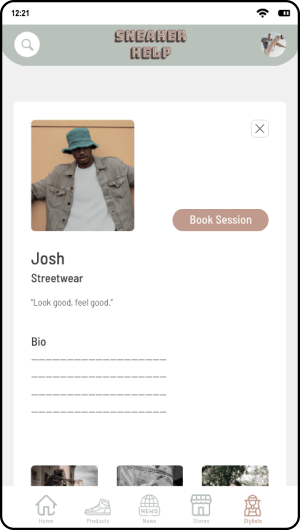 12:21
SNEAKER
HELP
Book Session
Josh
Streetwear
"Look good, feel good."
Bio
NEWS
Home Products News Stores Stylists